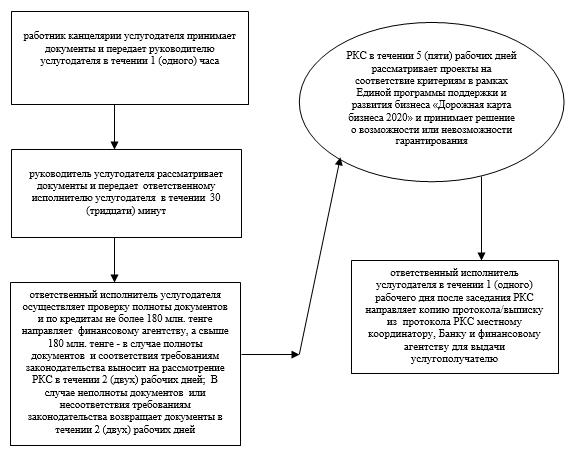 работник канцелярии услугодателя принимает
документы и передает руководителю
услугодателя в течении 1 (одного) часа
руководитель услугодателя рассматривает
документы и передает ответственному
исполнителю услугодателя в течении 30
(тридцати) минут
ответственный исполнитель услугодателя
осуществляет проверку полноты документов
и по кредитам не более 180 млн. тенге
направляет финансовому агентству, а свыше
180 млн. тенге - в случае полноты
документов и соответствия требованиям
законодательства выносит на рассмотрение
РКС в течении 2 (двух) рабочих дней; В
случае неполноты документов или
несоответствия требованиям
законодательства возвращает документы в
течении 2 (двух) рабочих дней
РКС в течении 5 (пяти) рабочих дней
рассматривает проекты на
соответствие критериям в рамках
Единой программы поддержки и
развития бизнеса «Дорожная карта
бизнеса 2020» и принимает решение
о возможности или невозможности
гарантирования
ответственный исполнитель
услугодателя в течении 1 (одного)
рабочего дня после заседания РКС
направляет копию протокола/выписку
из протокола РКС местному
координатору, Банку и финансовому
агентству для выдачи
услугополучателю